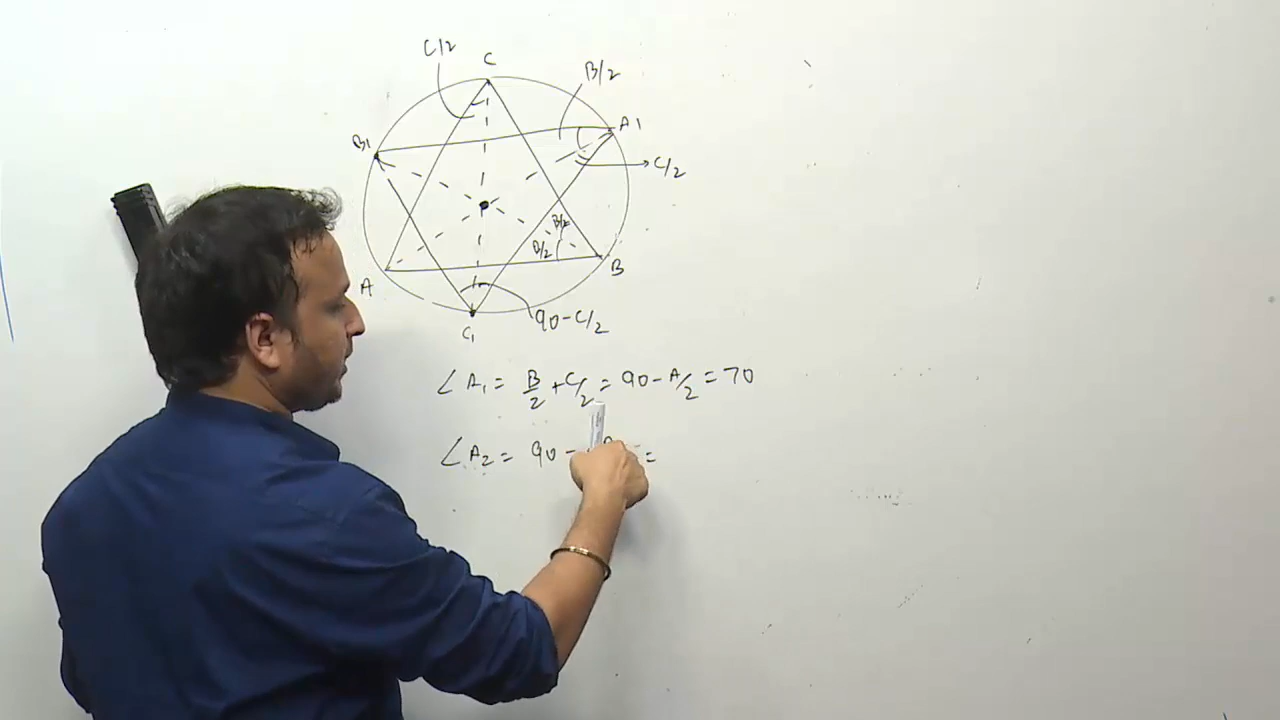 C/2
C
B/2
A1
B1
C/2
B/2
B/2
B
A
90-C/2
C1
∠A1 = B/2 + C/2 = 90 - A/2 = 70
∠A2 = 90 - =